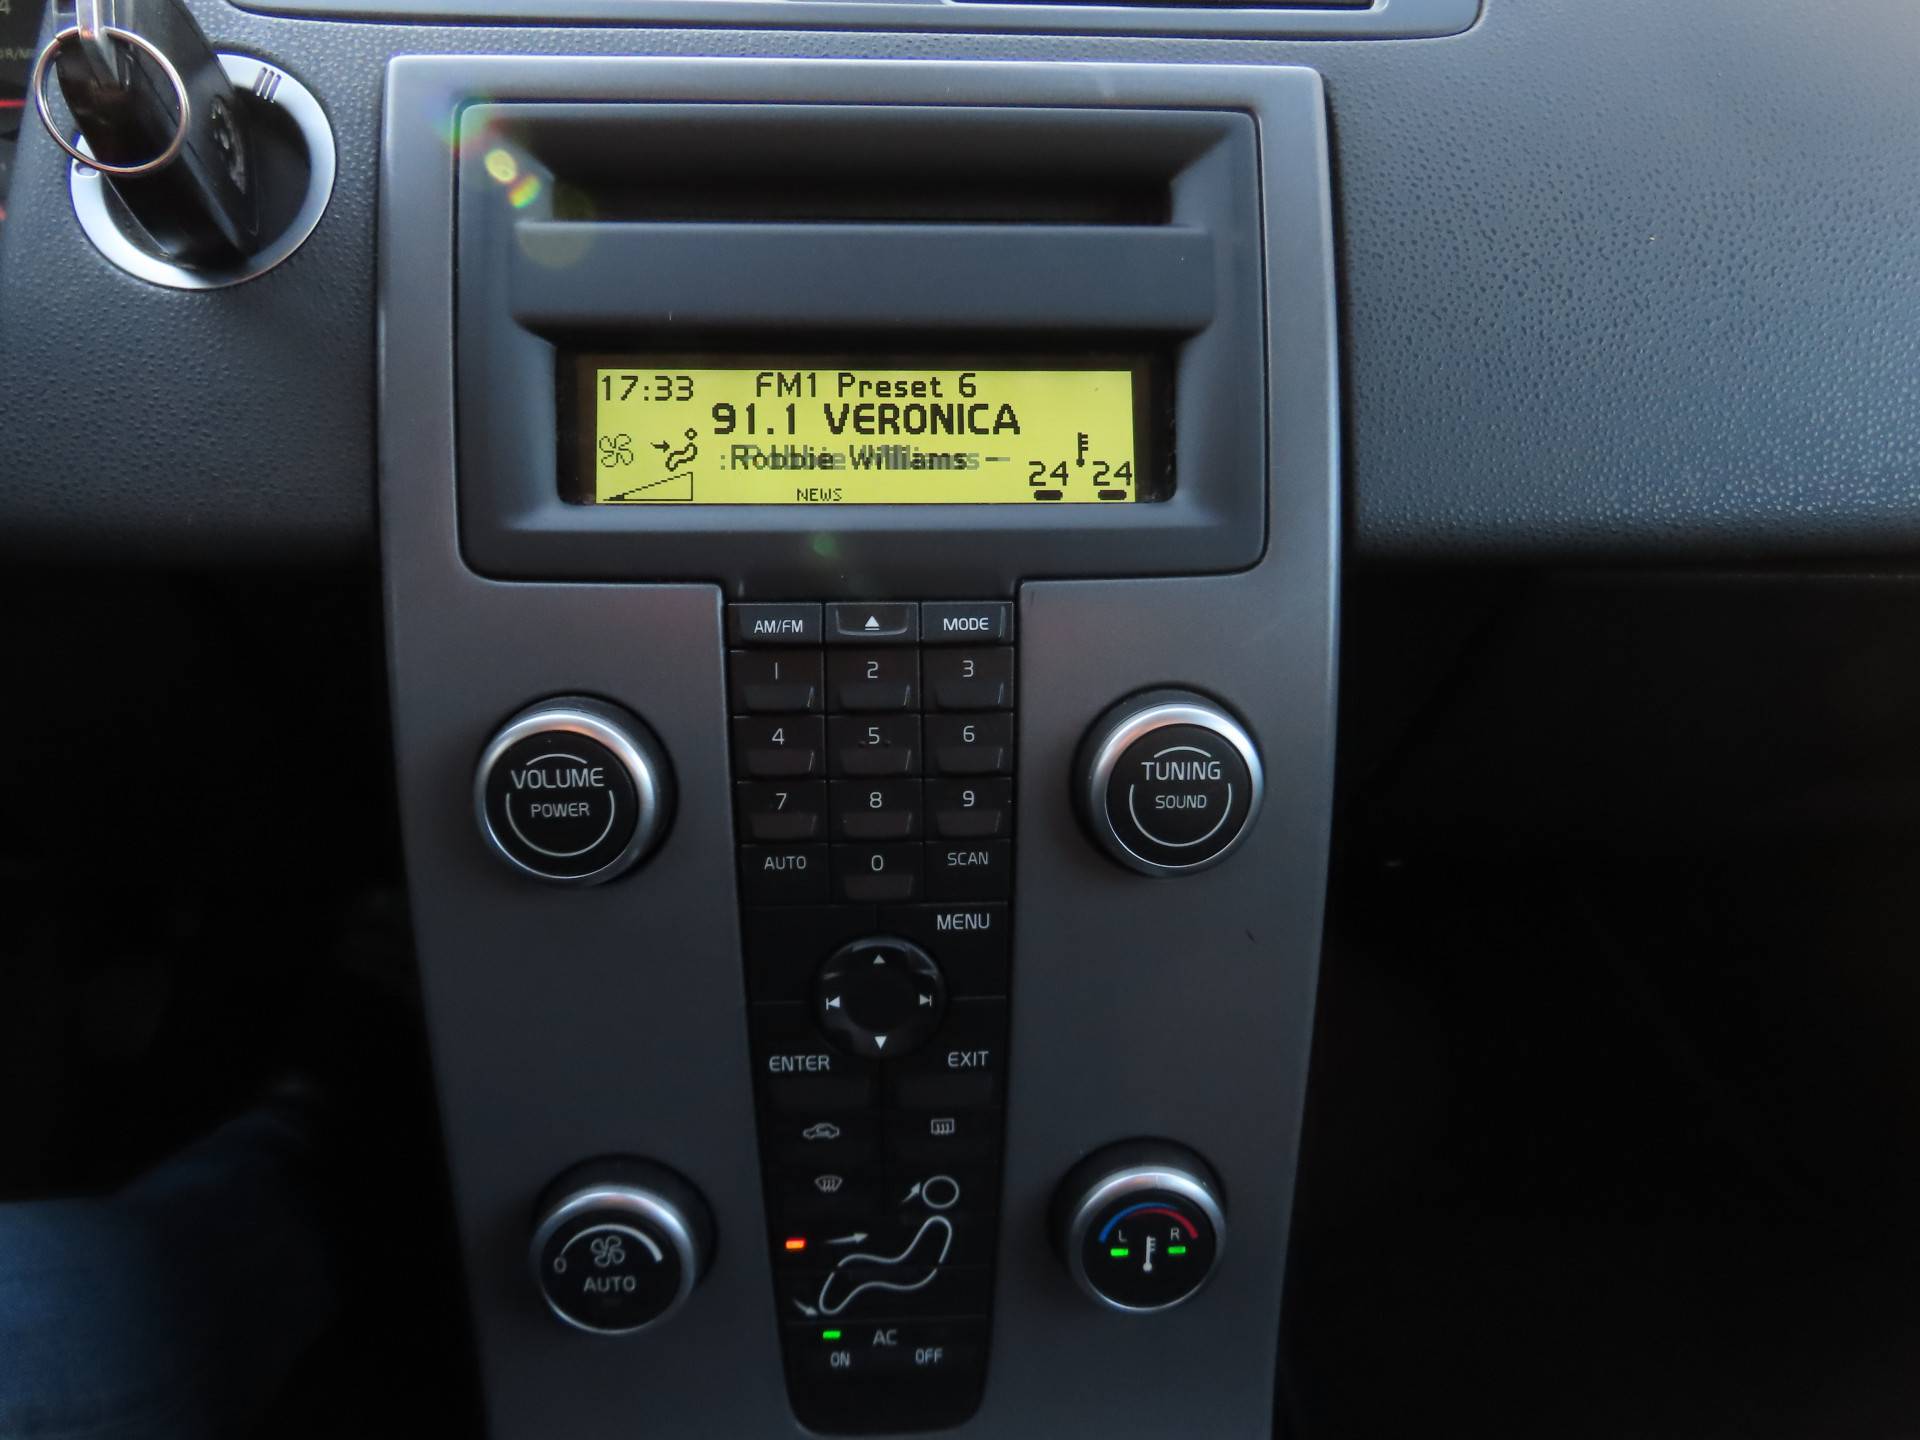 17:33 FM1 Preset 6
91.1 VERONICA
: Robbie Williams -
24 24
NEWS
AM/FM MODE
1 2 3
4 5 6
7 8 9
AUTO 0 SCAN
VOLUME
POWER
TUNING
SOUND
MENU
ENTER EXIT
0
AUTO
L R
AC
ON OFF